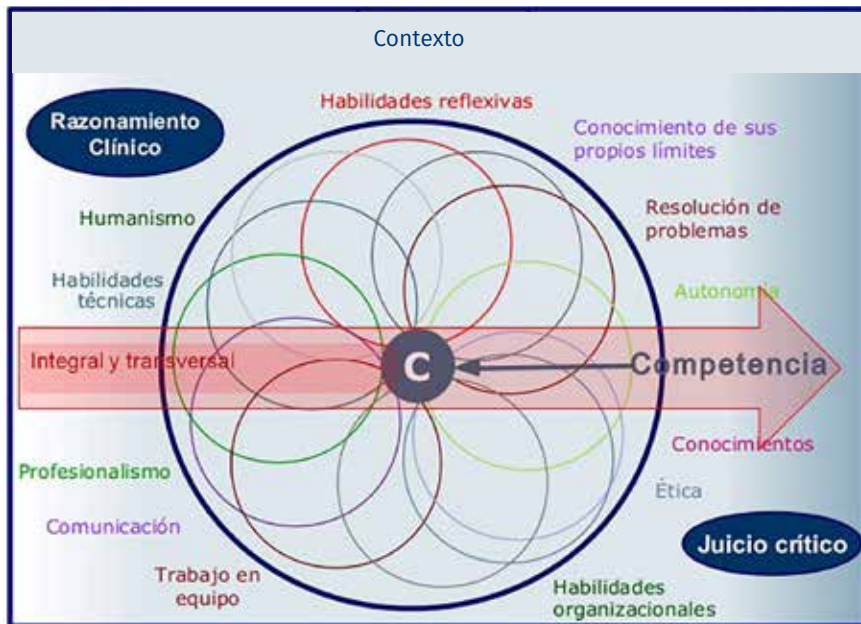 Contexto
Habilidades reflexivas
Razonamiento
Clínico
Conocimiento de sus
propios límites
Humanismo
Resolución de
problemas
Habilidades
técnicas
Autonomía
Integral y transversal
C
Competencia
Conocimientos
Profesionalismo
Ética
Comunicación
Juicio crítico
Trabajo en
equipo
Habilidades
organizacionales